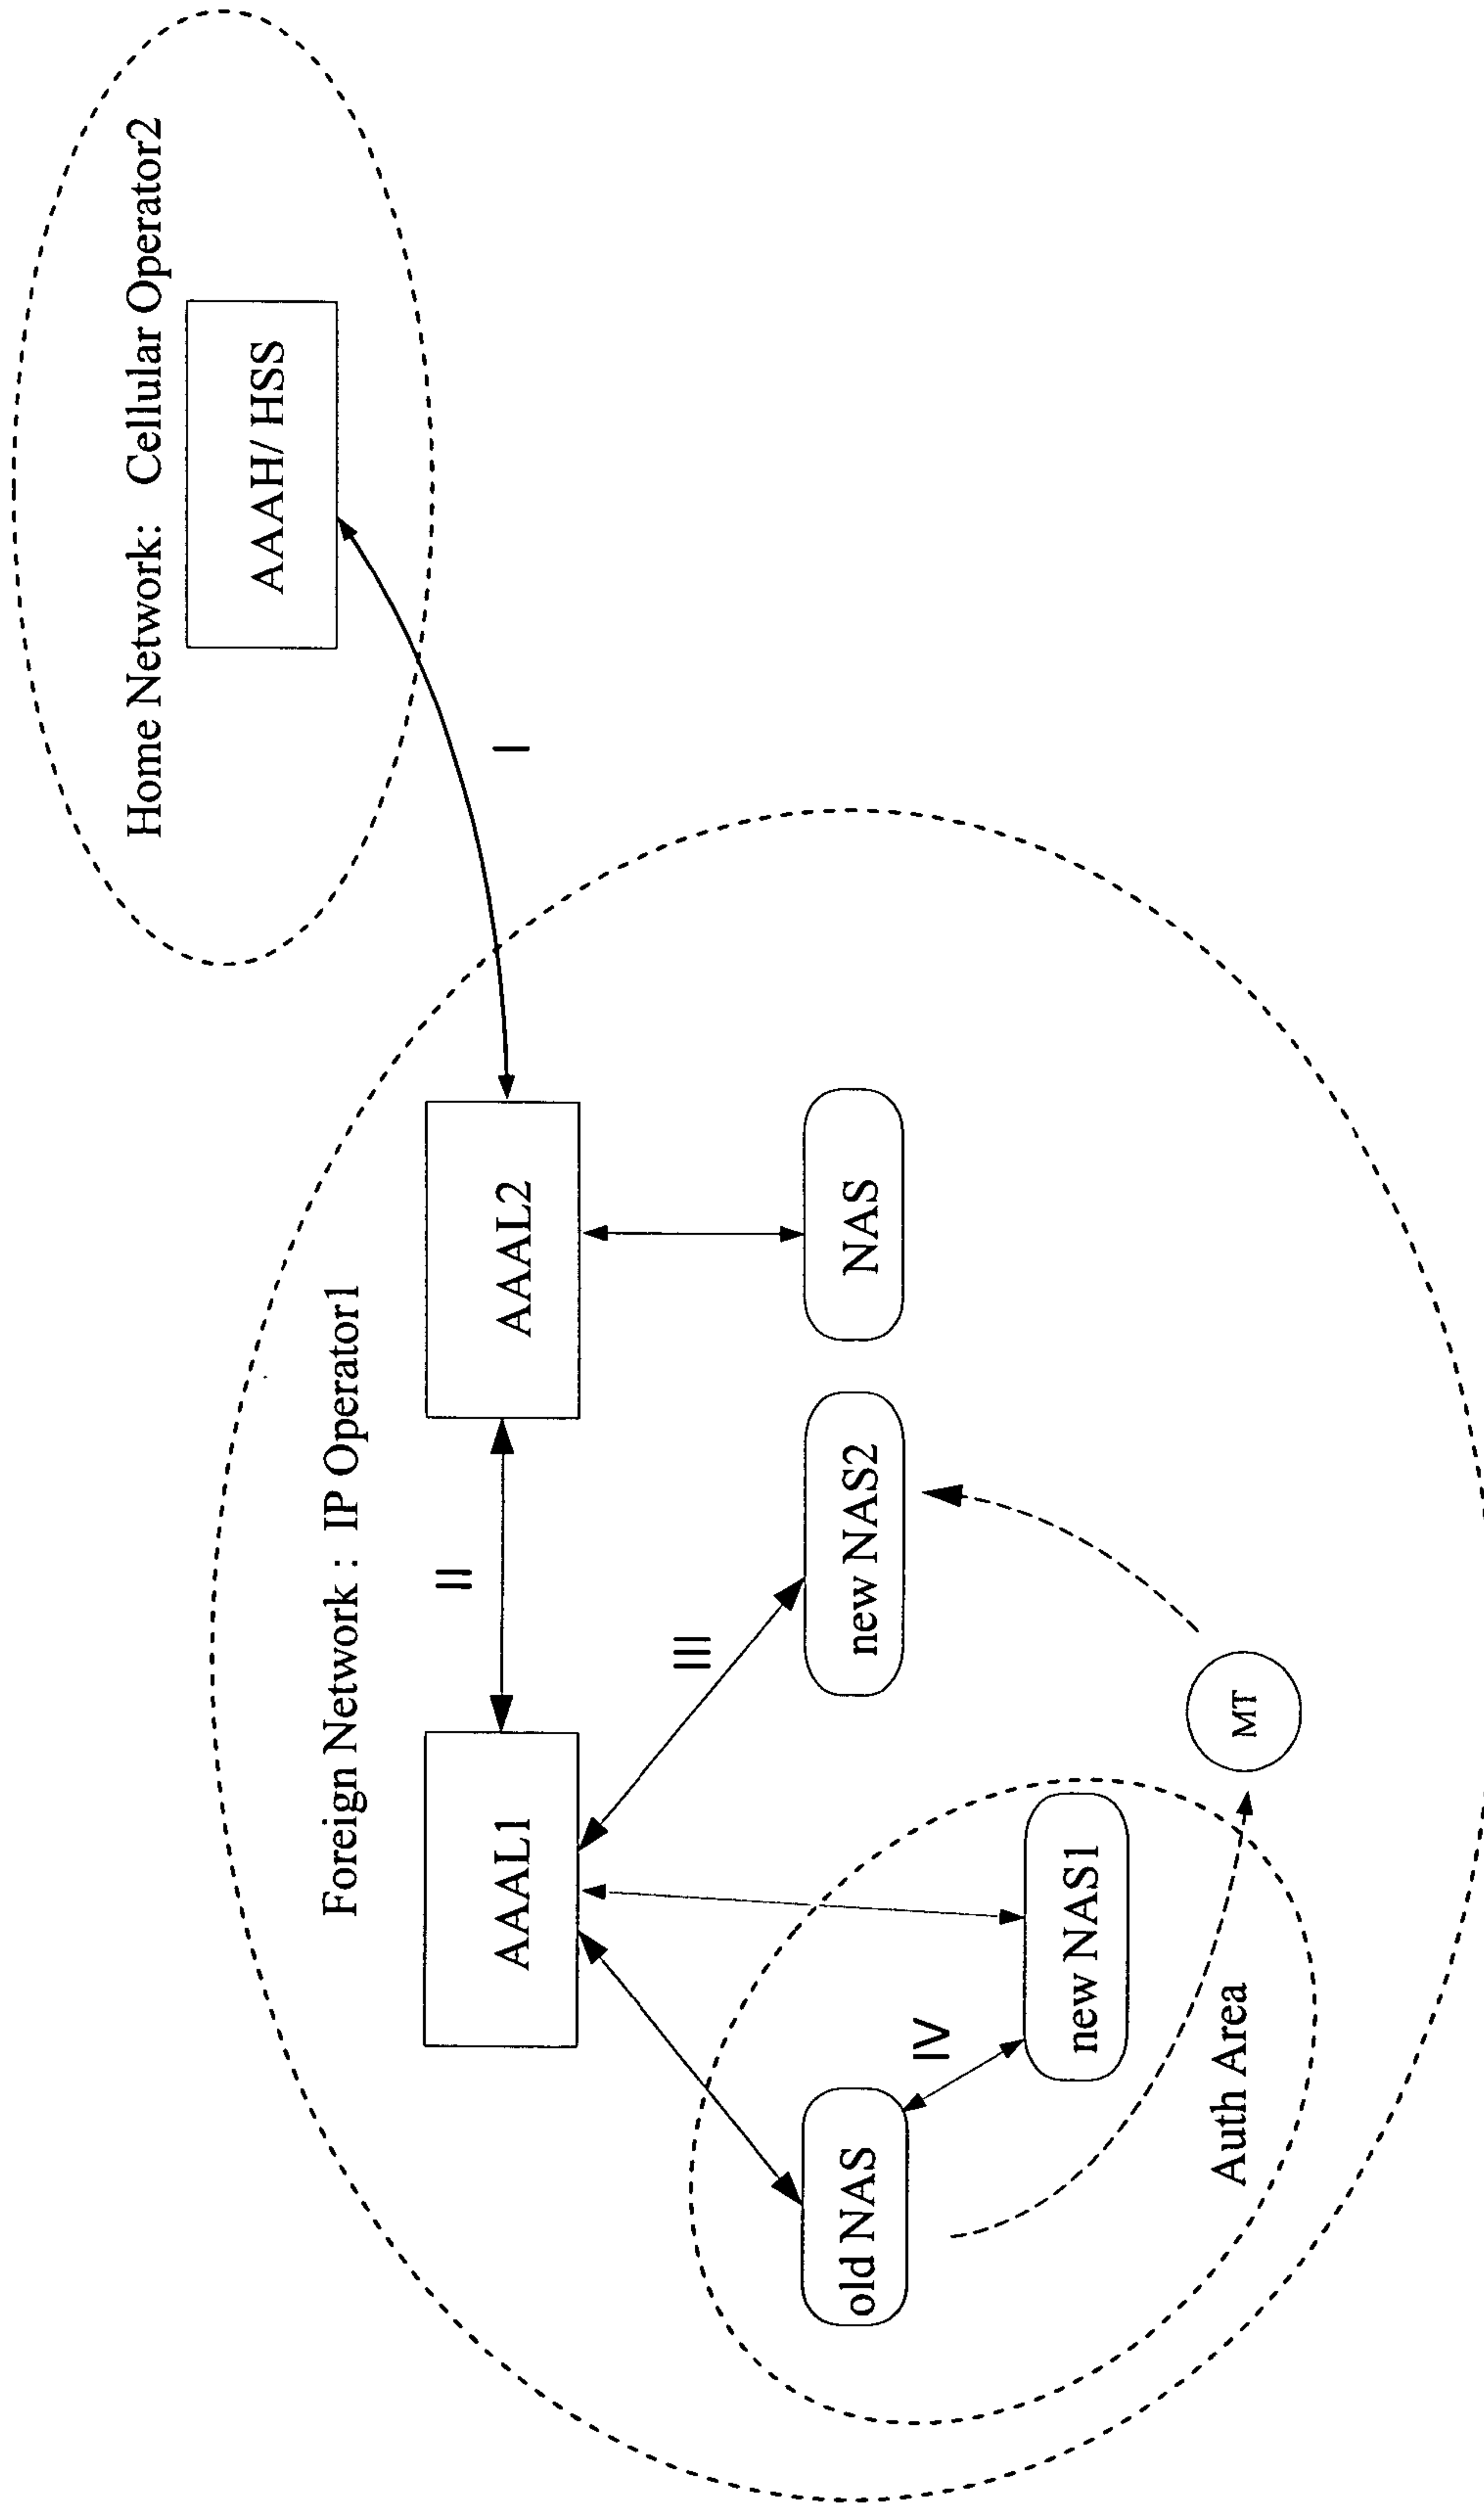 Home Network: Cellular Operator2
AAAH/ HSS
I
Foreign Network : IP Operator1
AAAL1
II
AAAL2
III
old NAS
IV
new NAS1
new NAS2
NAS
MT
Auth Area